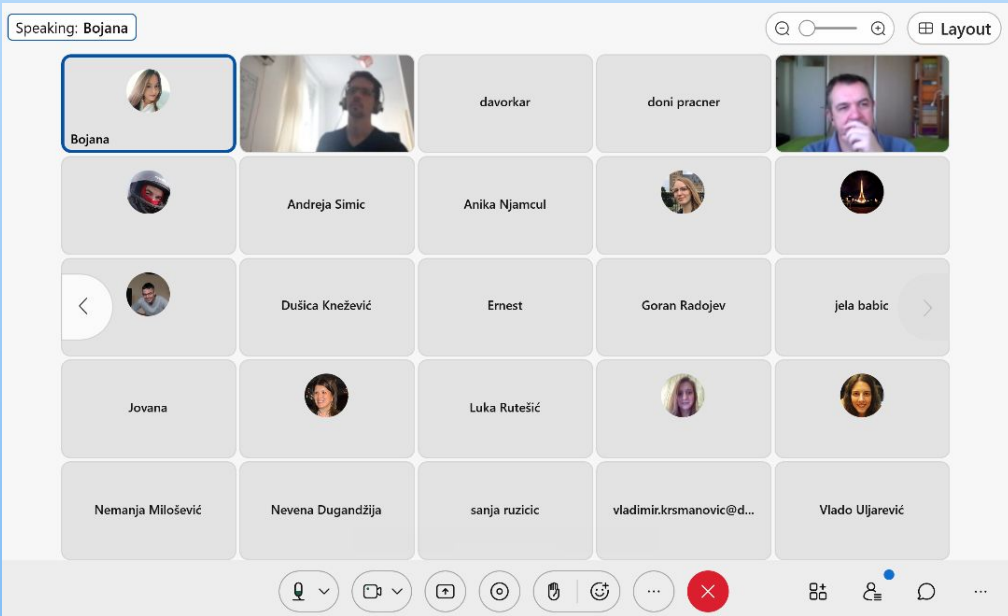 Speaking: Bojana
Layout
Bojana
davorkar
doni pracner
Andreja Simic
Anika Njamcul
Dušica Knežević
Ernest
Goran Radojev
jela babic
Jovana
Luka Rutešić
Nemanja Milošević
Nevena Dugandžija
sanja ruzicic
vladimir.krsmanovic@d...
Vlado Uljarević